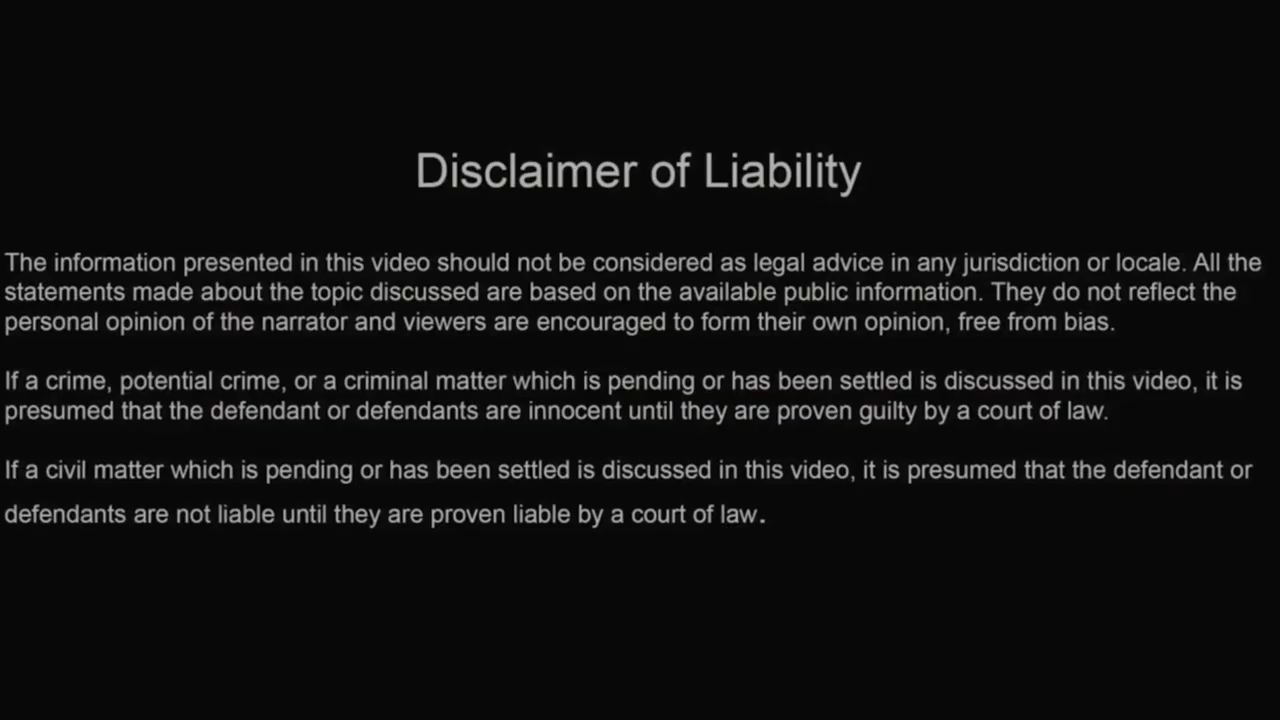 Disclaimer of Liability
The information presented in this video should not be considered as legal advice in any jurisdiction or locale. All the
statements made about the topic discussed are based on the available public information. They do not reflect the
personal opinion of the narrator and viewers are encouraged to form their own opinion, free from bias.
If a crime, potential crime, or a criminal matter which is pending or has been settled is discussed in this video, it is
presumed that the defendant or defendants are innocent until they are proven guilty by a court of law.
If a civil matter which is pending or has been settled is discussed in this video, it is presumed that the defendant or
defendants are not liable until they are proven liable by a court of law.